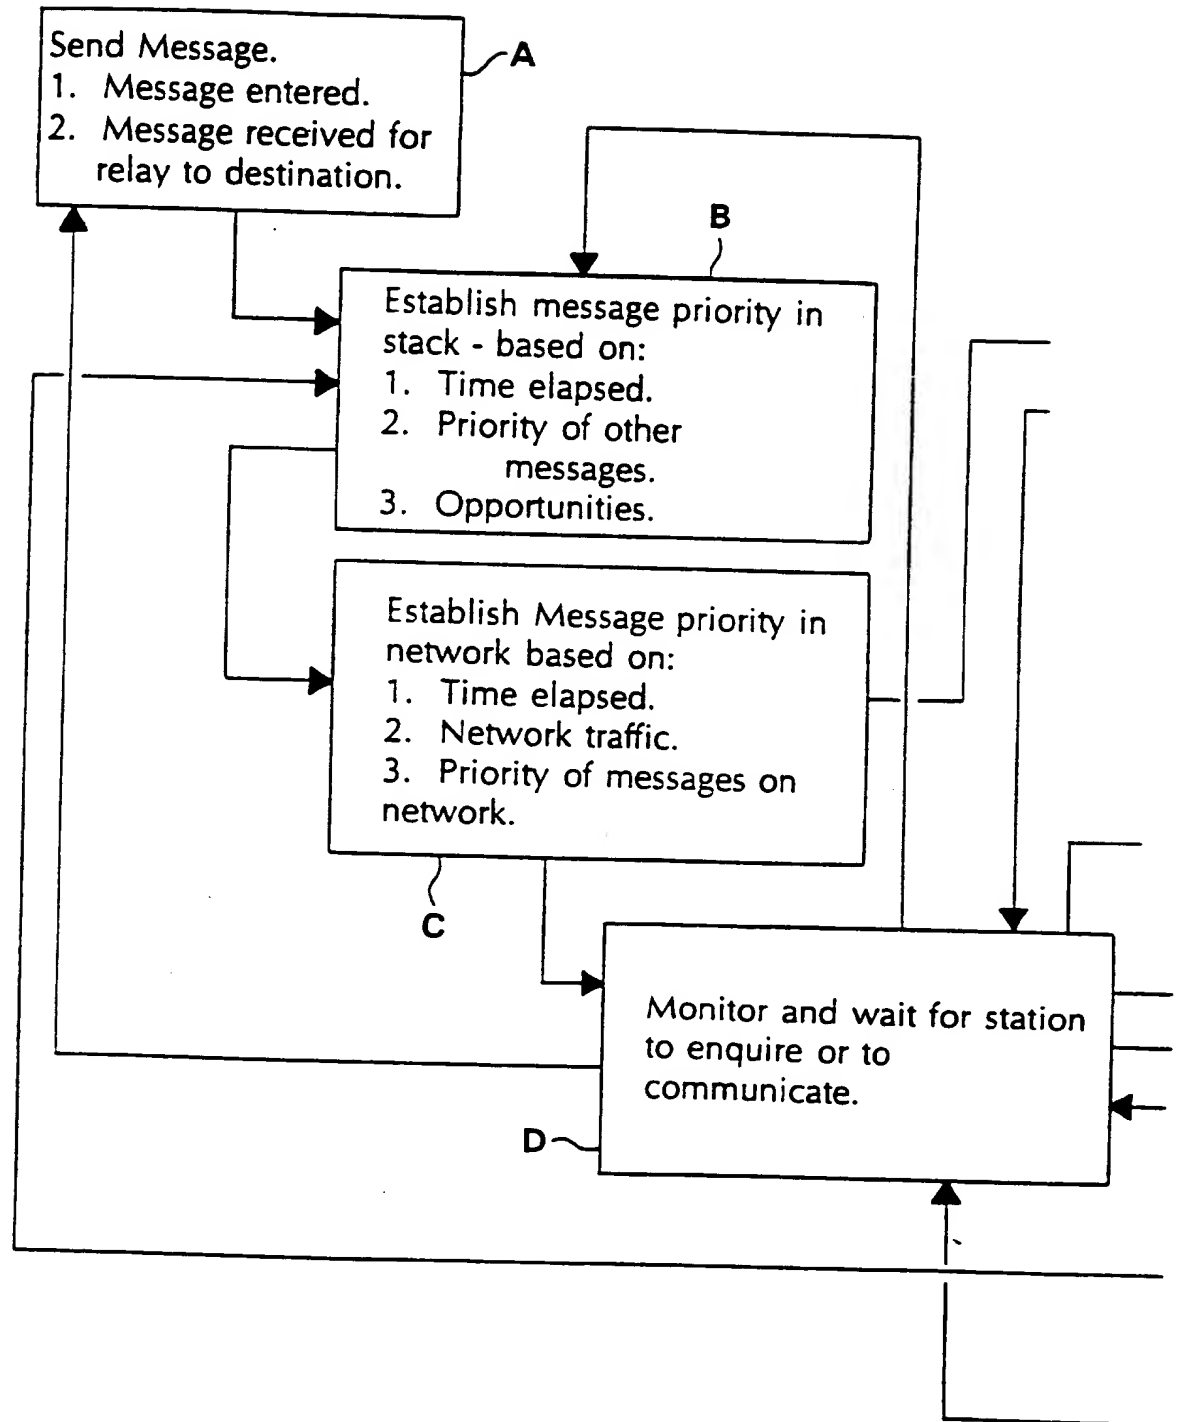 Send Message.
1. Message entered.
2. Message received for
relay to destination.
A
B
Establish message priority in
stack - based on:
1. Time elapsed.
2. Priority of other
messages.
3. Opportunities.
Establish Message priority in
network based on:
1. Time elapsed.
2. Network traffic.
3. Priority of messages on
network.
C
Monitor and wait for station
to enquire or to
communicate.
D